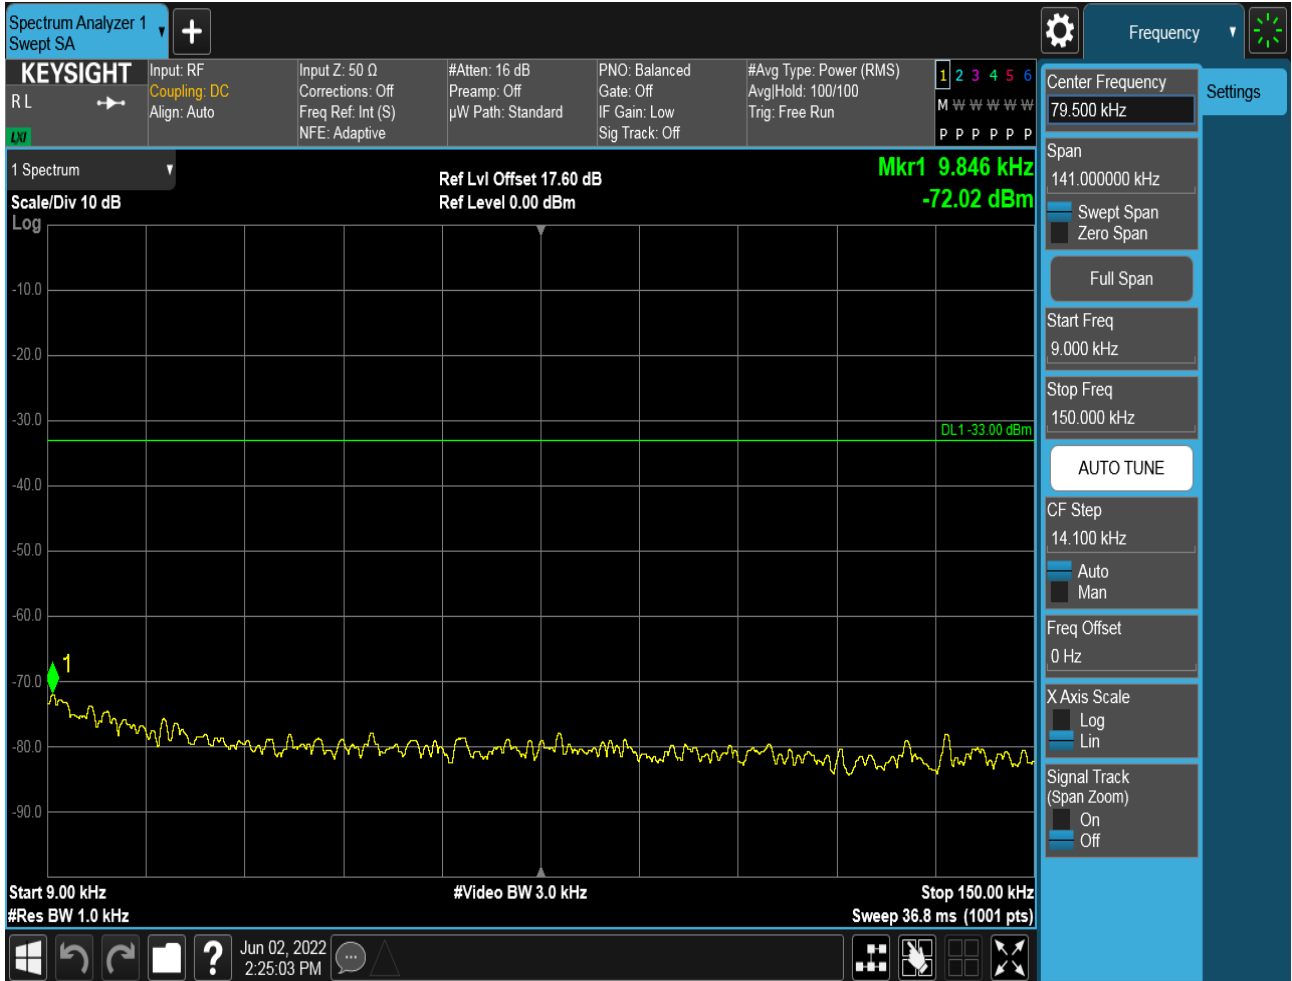 Spectrum Analyzer 1
Swept SA
Frequency
KEYSIGHT
R L
LXI
Input: RF
Coupling: DC
Align: Auto
Input Z: 50 Ω
Corrections: Off
Freq Ref: Int (S)
NFE: Adaptive
#Atten: 16 dB
Preamp: Off
µW Path: Standard
PNO: Balanced
Gate: Off
IF Gain: Low
Sig Track: Off
#Avg Type: Power (RMS)
Avg|Hold: 100/100
Trig: Free Run
1 2 3 4 5 6
M W W W W W
P P P P P P
1 Spectrum
Scale/Div 10 dB
Log
Ref Lvl Offset 17.60 dB
Ref Level 0.00 dBm
Mkr1 9.846 kHz
-72.02 dBm
-10.0
-20.0
-30.0
DL1 -33.00 dBm
-40.0
-50.0
-60.0
1
-70.0
-80.0
-90.0
Start 9.00 kHz
#Video BW 3.0 kHz
Stop 150.00 kHz
#Res BW 1.0 kHz
Sweep 36.8 ms (1001 pts)
?
Jun 02, 2022
2:25:03 PM
Center Frequency
79.500 kHz
Settings
Span
141.000000 kHz
Swept Span
Zero Span
Full Span
Start Freq
9.000 kHz
Stop Freq
150.000 kHz
AUTO TUNE
CF Step
14.100 kHz
Auto
Man
Freq Offset
0 Hz
X Axis Scale
Log
Lin
Signal Track
(Span Zoom)
On
Off